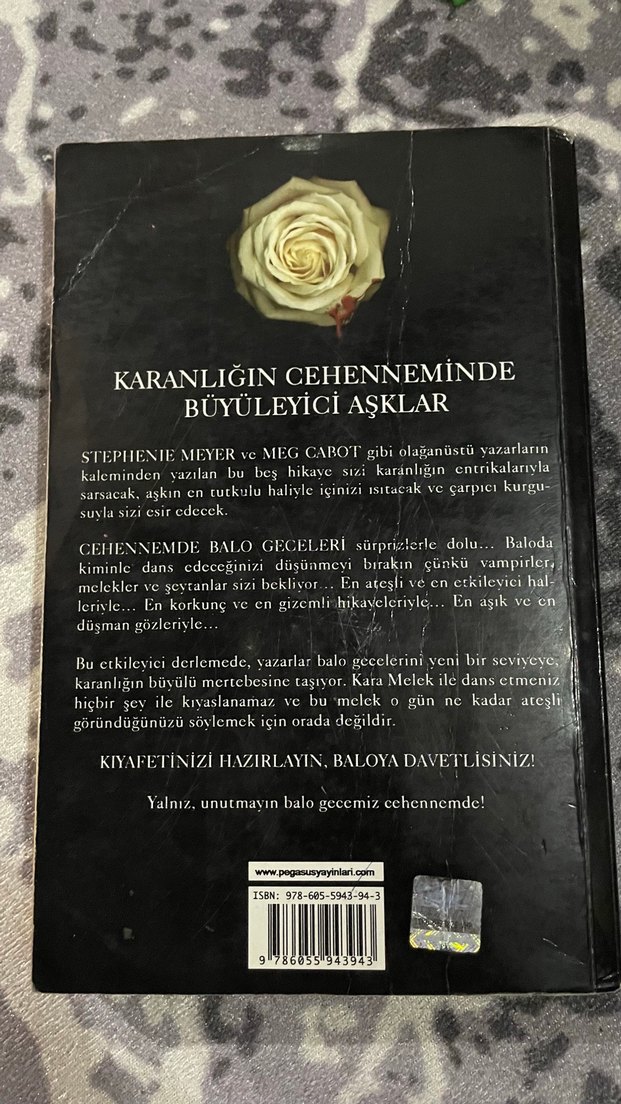 KARANLIĞIN CEHENNEMİNDE
BÜYÜLEYİCİ AŞKLAR
STEPHENIE MEYER ve MEG CABOT gibi olağanüstü yazarların
kaleminden yazılan bu beş hikaye sizi karanlığın entrikalarıyla
sarsacak, aşkın en tutkulu haliyle içinizi ısıtacak ve çarpıcı kurgu-
suyla sizi esir edecek.
CEHENNEMDE BALO GECELERİ sürprizlerle dolu... Baloda
kiminle dans edeceğinizi düşünmeyi bırakın çünkü vampirler,
melekler ve şeytanlar sizi bekliyor... En ateşli ve en etkileyici hal-
leriyle... En korkunç ve en gizemli hikayeleriyle... En aşık ve en
düşman gözleriyle...
Bu etkileyici derlemede, yazarlar balo gecelerini yeni bir seviyeye,
karanlığın büyülü mertebesine taşıyor. Kara Melek ile dans etmeniz
hiçbir şey ile kıyaslanamaz ve bu melek o gün ne kadar ateşli
göründüğünüzü söylemek için orada değildir.
KIYAFETİNİZİ HAZIRLAYIN, BALOYA DAVETLİSİNİZ!
Yalnız, unutmayın balo gecemiz cehennemde!
www.pegasusyayinlari.com
ISBN: 978-605-5943-94-3
9 786055 943943